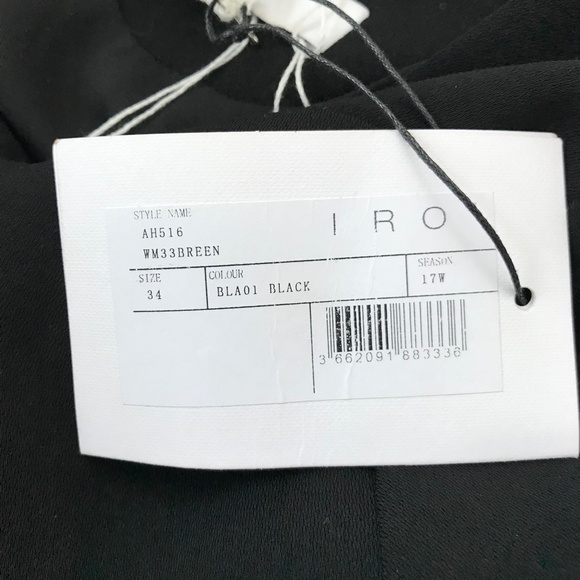 STYLE NAME
IRO
AH516
WM33BREEN
SIZE
COLOUR
SEASON
34
BLA01 BLACK
17W
3 662091 883336